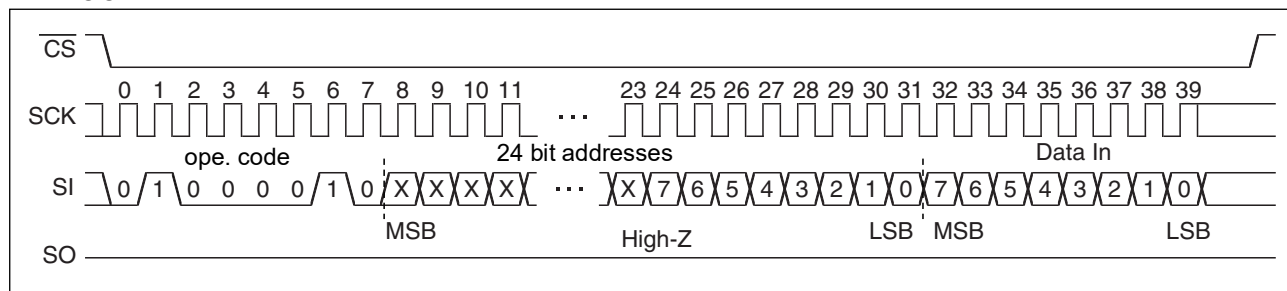 CS
0 1 2 3 4 5 6 7 8 9 10 11 23 24 25 26 27 28 29 30 31 32 33 34 35 36 37 38 39
SCK ...
ope. code 24 bit addresses Data In
SI 0 1 0 0 0 0 1 0 X X X X ... X 7 6 5 4 3 2 1 0 7 6 5 4 3 2 1 0
MSB High-Z LSB MSB LSB
SO